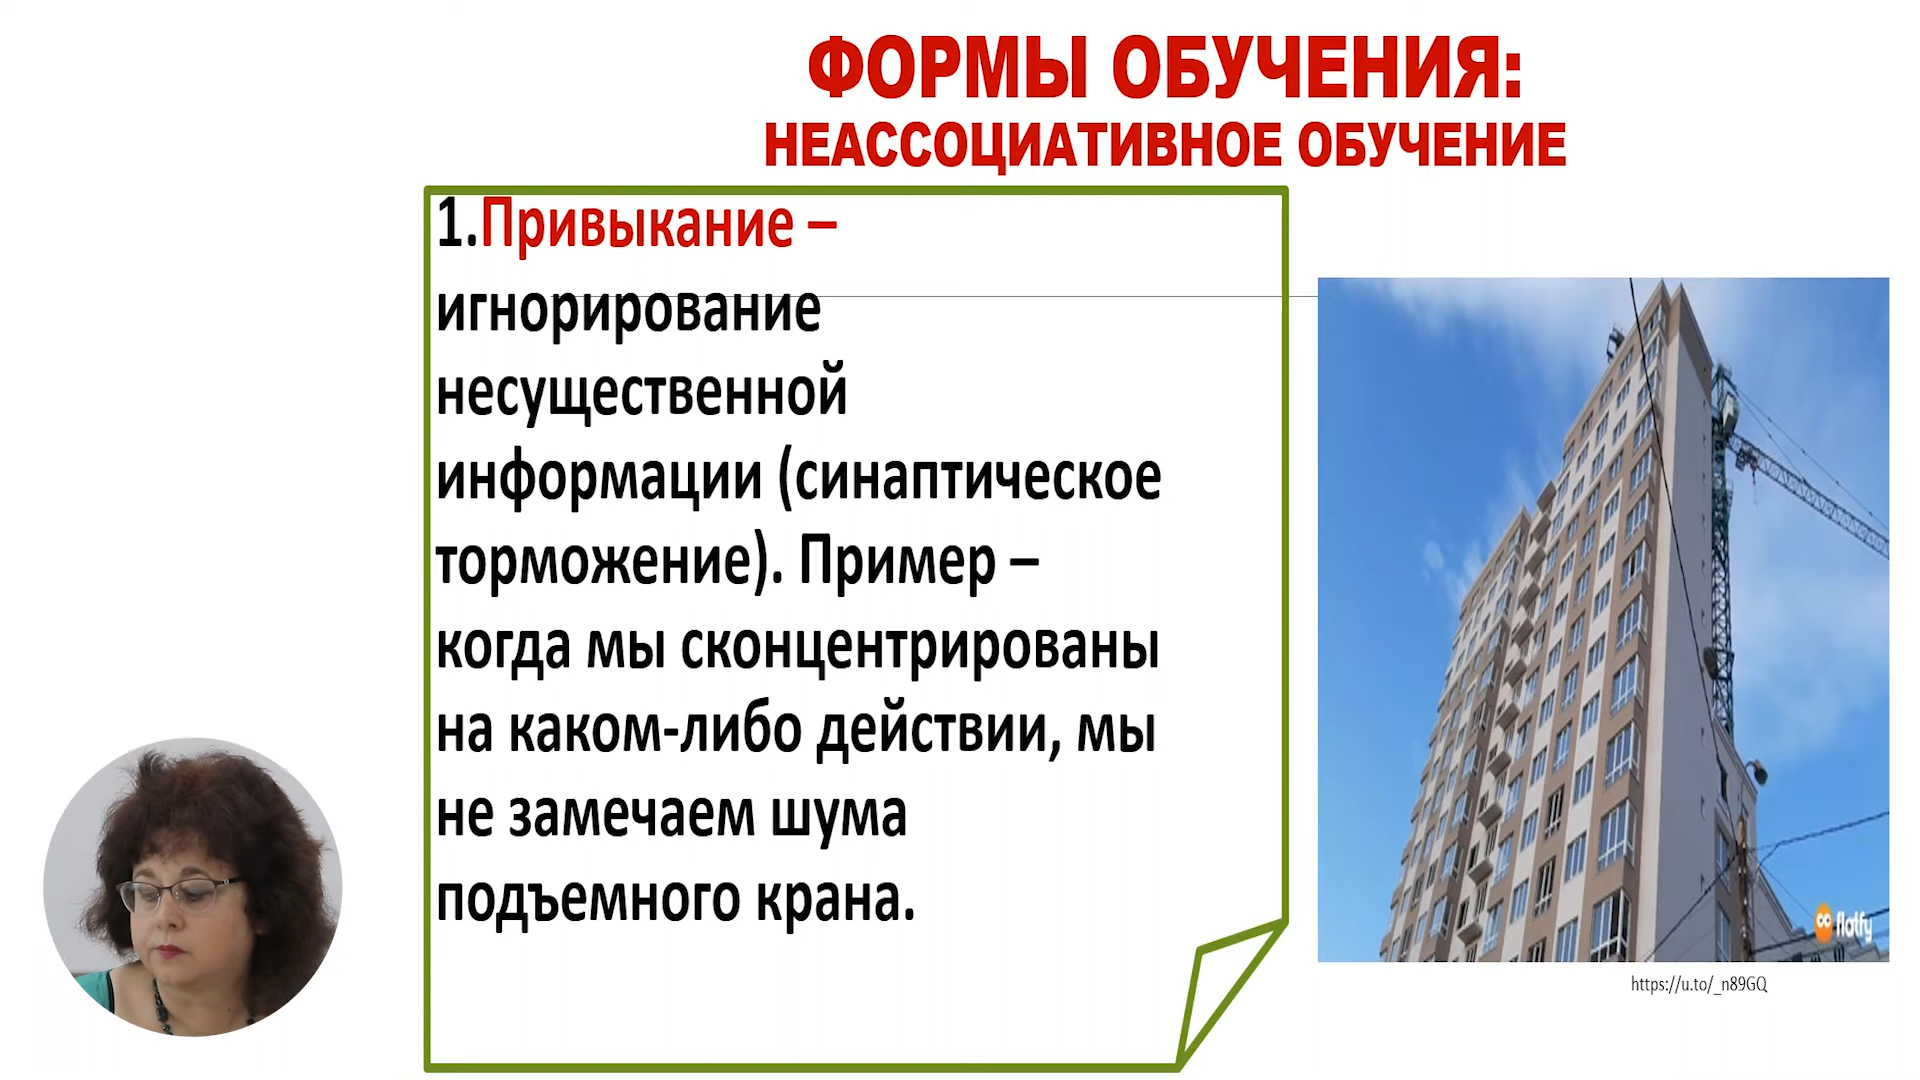 ФОРМЫ ОБУЧЕНИЯ:
НЕАССОЦИАТИВНОЕ ОБУЧЕНИЕ
1.Привыкание –
игнорирование
несущественной
информации (синаптическое
торможение). Пример –
когда мы сконцентрированы
на каком-либо действии, мы
не замечаем шума
подъемного крана.
flatfy
https://u.to/_n89GQ